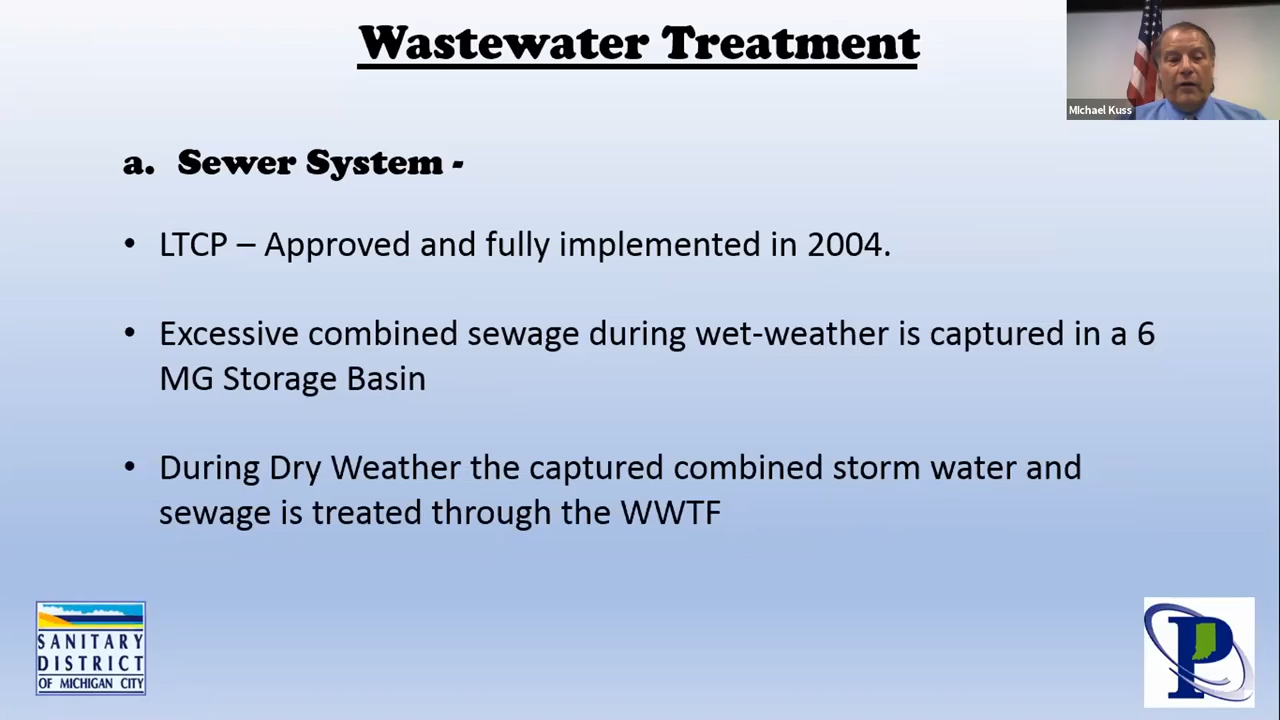 Wastewater Treatment
MIchael Kuss
a. Sewer System -
• LTCP – Approved and fully implemented in 2004.
• Excessive combined sewage during wet-weather is captured in a 6
MG Storage Basin
• During Dry Weather the captured combined storm water and
sewage is treated through the WWTF
SANITARY
DISTRICT
OF MICHIGAN CITY
P